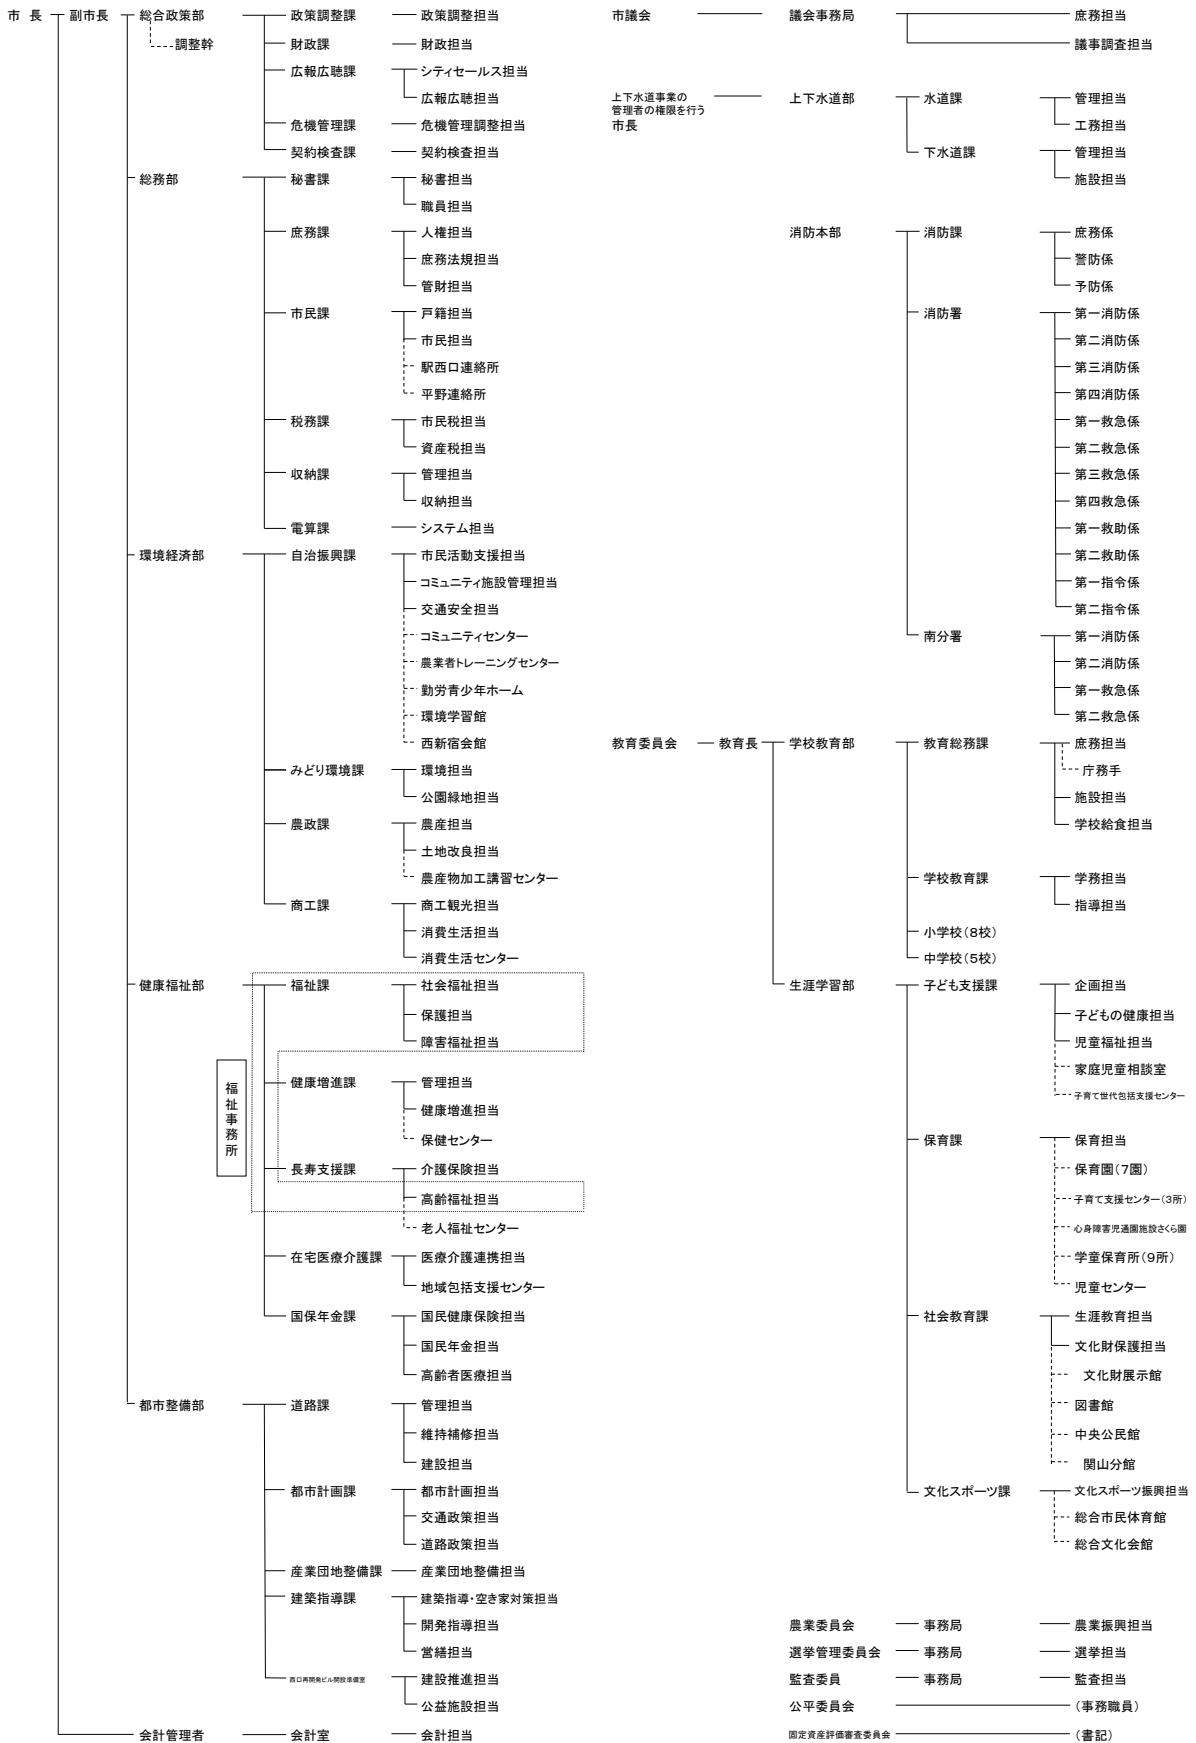 市 長
副市長
総合政策部
調整幹
政策調整課
政策調整担当
財政課
財政担当
広報広聴課
シティセールス担当
広報広聴担当
危機管理課
危機管理調整担当
契約検査課
契約検査担当
総務部
秘書課
秘書担当
職員担当
庶務課
人権担当
庶務法規担当
管財担当
市民課
戸籍担当
市民担当
駅西口連絡所
平野連絡所
税務課
市民税担当
資産税担当
収納課
管理担当
収納担当
電算課
システム担当
環境経済部
自治振興課
市民活動支援担当
コミュニティ施設管理担当
交通安全担当
コミュニティセンター
農業者トレーニングセンター
勤労青少年ホーム
環境学習館
西新宿会館
みどり環境課
環境担当
公園緑地担当
農政課
農産担当
土地改良担当
農産物加工講習センター
商工課
商工観光担当
消費生活担当
消費生活センター
健康福祉部
福祉事務所
福祉課
社会福祉担当
保護担当
障害福祉担当
健康増進課
管理担当
健康増進担当
保健センター
長寿支援課
介護保険担当
高齢福祉担当
老人福祉センター
在宅医療介護課
医療介護連携担当
地域包括支援センター
国保年金課
国民健康保険担当
国民年金担当
高齢者医療担当
都市整備部
道路課
管理担当
維持補修担当
建設担当
都市計画課
都市計画担当
交通政策担当
道路政策担当
産業団地整備課
産業団地整備担当
建築指導課
建築指導・空き家対策担当
開発指導担当
営繕担当
西口再開発ビル開設準備室
建設推進担当
公益施設担当
会計管理者
会計室
会計担当
市議会
議会事務局
庶務担当
議事調査担当
上下水道事業の
管理者の権限を行う
市長
上下水道部
水道課
管理担当
工務担当
下水道課
管理担当
施設担当
消防本部
消防課
庶務係
警防係
予防係
消防署
第一消防係
第二消防係
第三消防係
第四消防係
第一救急係
第二救急係
第三救急係
第四救急係
第一救助係
第二救助係
第一指令係
第二指令係
南分署
第一消防係
第二消防係
第一救急係
第二救急係
教育委員会
教育長
学校教育部
教育総務課
庶務担当
庁務手
施設担当
学校給食担当
学校教育課
学務担当
指導担当
小学校(8校)
中学校(5校)
生涯学習部
子ども支援課
企画担当
子どもの健康担当
児童福祉担当
家庭児童相談室
子育て世代包括支援センター
保育課
保育担当
保育園(7園)
子育て支援センター(3所)
心身障害児通園施設さくら園
学童保育所(9所)
児童センター
社会教育課
生涯教育担当
文化財保護担当
文化財展示館
図書館
中央公民館
関山分館
文化スポーツ課
文化スポーツ振興担当
総合市民体育館
総合文化会館
農業委員会
事務局
農業振興担当
選挙管理委員会
事務局
選挙担当
監査委員
事務局
監査担当
公平委員会
(事務職員)
固定資産評価審査委員会
(書記)